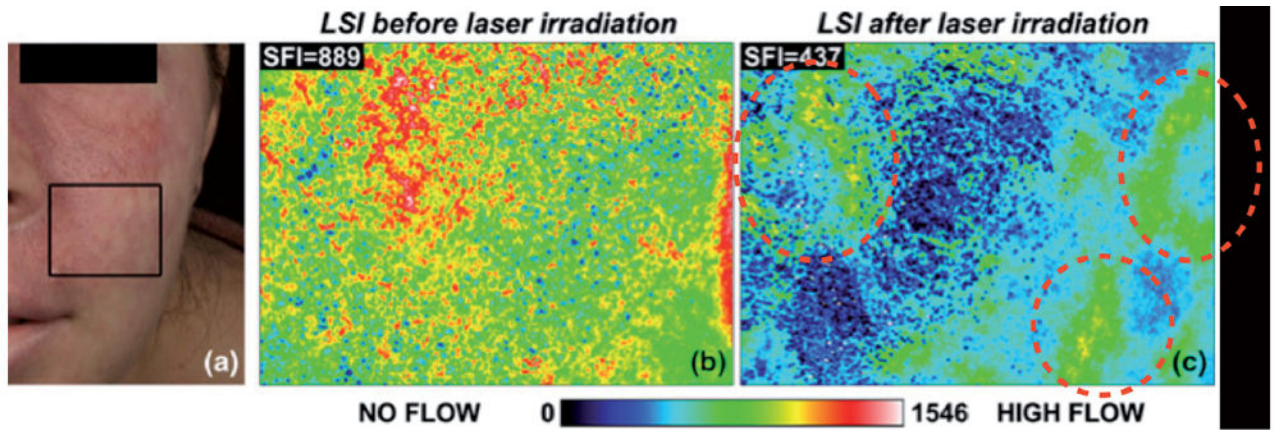 LSI before laser irradiation
LSI after laser irradiation
SFI=889
SFI=437
(a)
(b)
(c)
NO FLOW 0 1546 HIGH FLOW